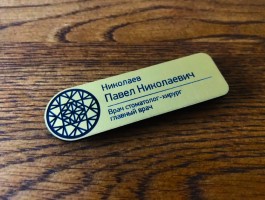 Николаев
Павел Николаевич
Врач стоматолог-хирург
главный врач